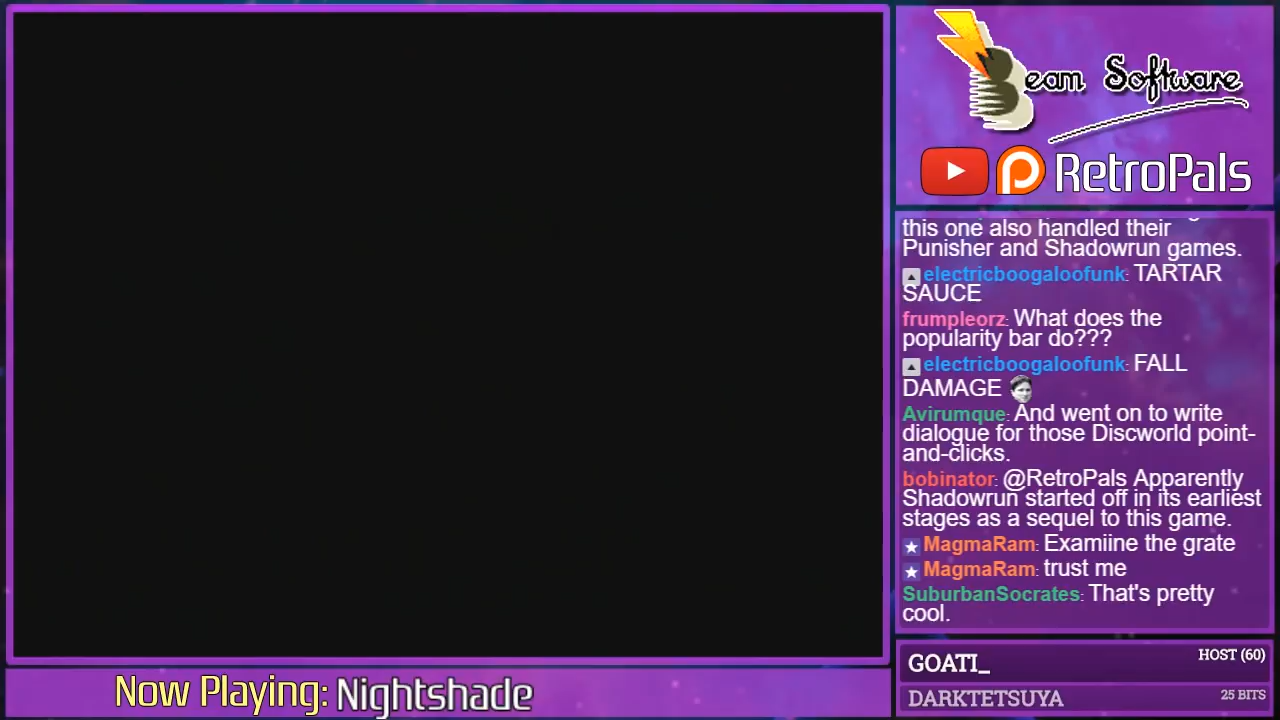 Beam Software
RetroPals
this one also handled their
Punisher and Shadowrun games.
electricboogaloofunk: TARTAR
SAUCE
frumpleorz: What does the
popularity bar do???
electricboogaloofunk: FALL
DAMAGE
Avirumque: And went on to write
dialogue for those Discworld point-
and-clicks.
bobinator: @RetroPals Apparently
Shadowrun started off in its earliest
stages as a sequel to this game.
MagmaRam: Examiine the grate
MagmaRam: trust me
SuburbanSocrates: That's pretty
cool.
GOATI_ HOST (60)
DARKTETSUYA 25 BITS
Now Playing: Nightshade